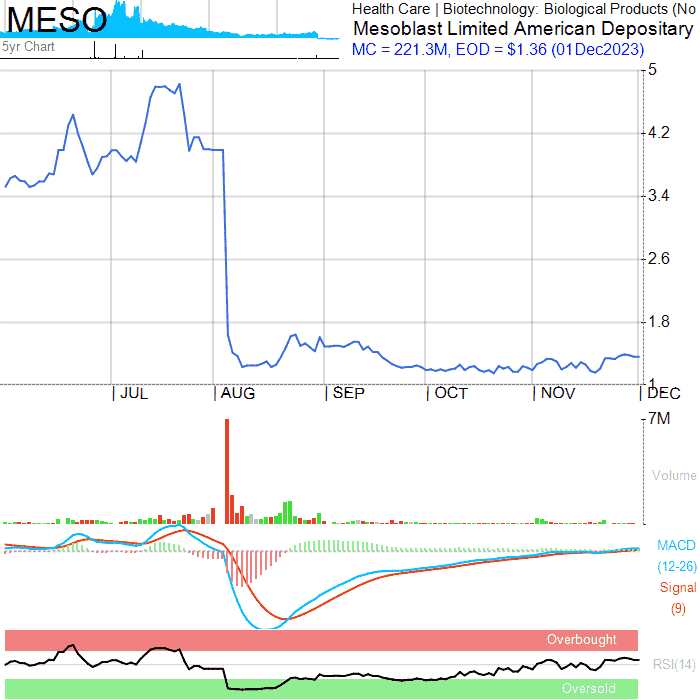 MESO
5yr Chart
Health Care | Biotechnology: Biological Products (No
Mesoblast Limited American Depositary
MC = 221.3M, EOD = $1.36 (01Dec2023)
5
4.2
3.4
2.6
1.8
1
JUL
AUG
SEP
OCT
NOV
DEC
7M
Volume
MACD
(12-26)
Signal
(9)
Overbought
RSI(14)
Oversold